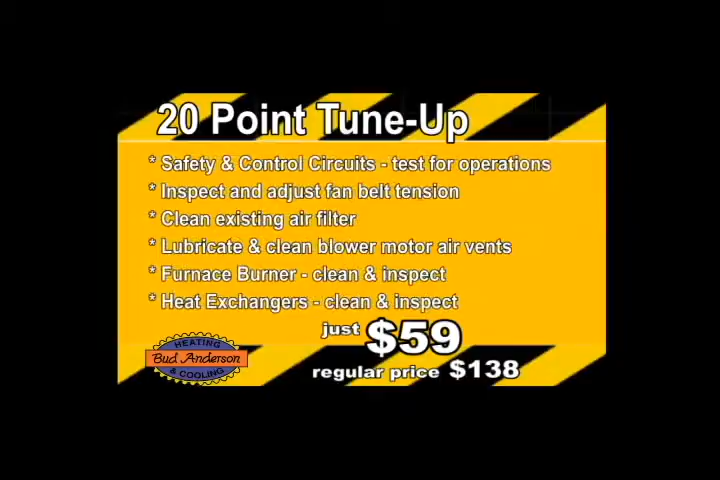 20 Point Tune-Up
* Safety & Control Circuits - test for operations
* Inspect and adjust fan belt tension
* Clean existing air filter
* Lubricate & clean blower motor air vents
* Furnace Burner - clean & inspect
* Heat Exchangers - clean & inspect
just $59
regular price $138
HEATING
Bud Anderson
& COOLING